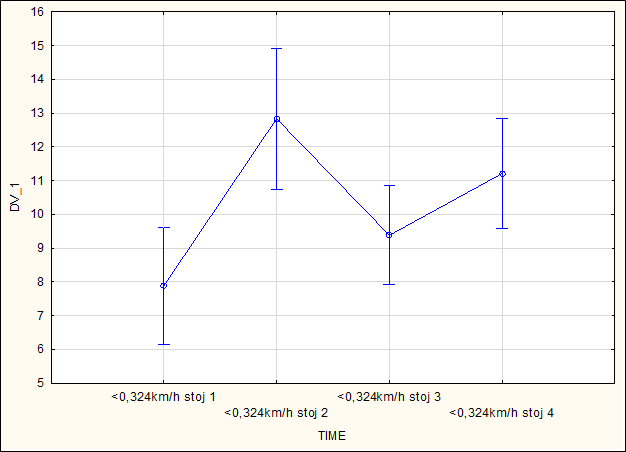 16
15
14
13
12
11
10
9
8
7
6
5
DV_1
<0,324km/h stoj 1
<0,324km/h stoj 2
<0,324km/h stoj 3
<0,324km/h stoj 4
TIME